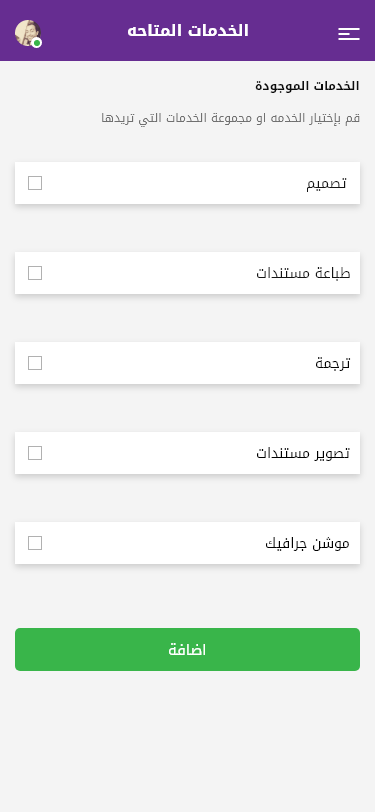 الخدمات المتاحه
الخدمات الموجودة
قم بإختيار الخدمه او مجموعة الخدمات التي تريدها
تصميم
طباعة مستندات
ترجمة
تصوير مستندات
موشن جرافيك
اضافة